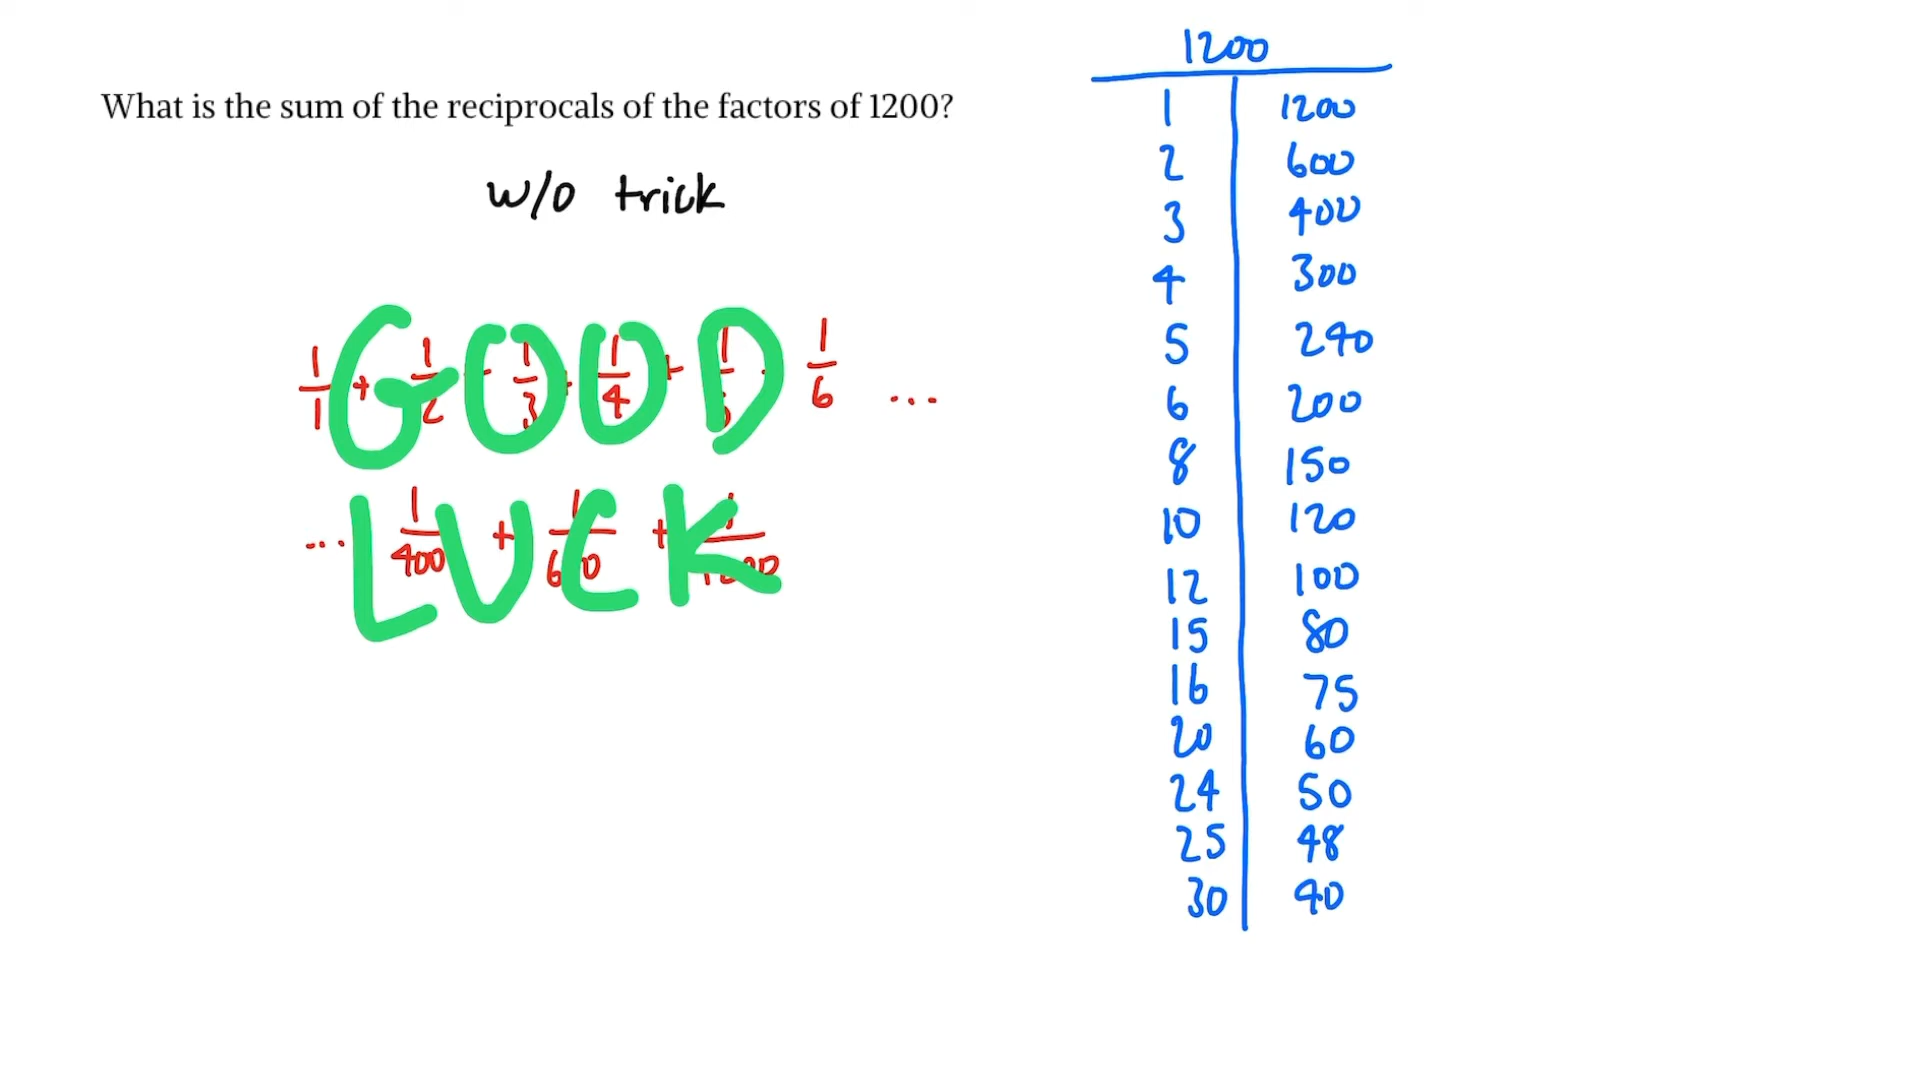 What is the sum of the reciprocals of the factors of 1200?
w/o trick
1/1 + 1/2 + 1/3 + 1/4 + 1/ 1/6 ...
GOOD
... 1/400 + 1/600 + 1/1200
LUCK
1200
1 1200
2 600
3 400
4 300
5 240
6 200
8 150
10 120
12 100
15 80
16 75
20 60
24 50
25 48
30 40